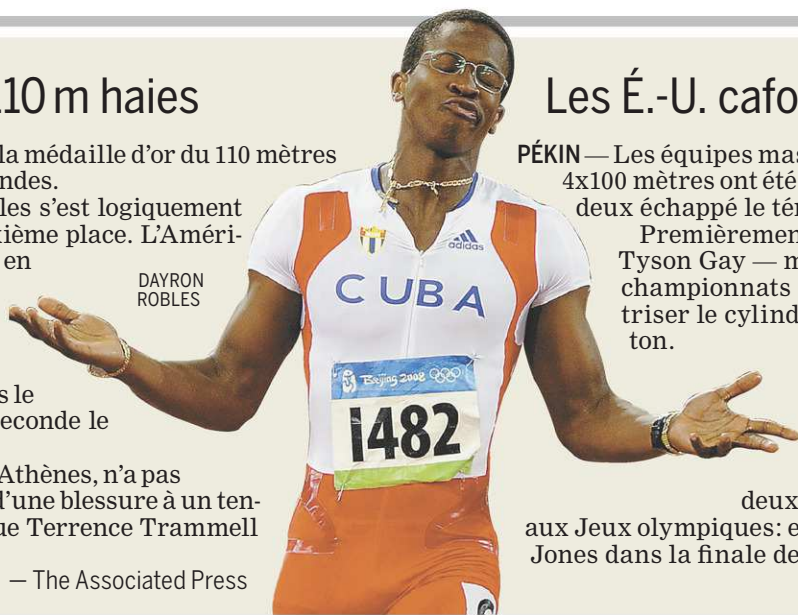 10 m haies
la médaille d'or du 110 mètres
ndes.
les s'est logiquement
xième place. L'Améri-
en
DAYRON
ROBLES
s le
econde le
Athènes, n'a pas
d'une blessure à un ten-
ue Terrence Trammell
— The Associated Press
adidas
CUBA
Beijing 2008
1482
Les É.-U. cafo
PÉKIN — Les équipes mas
4x100 mètres ont été
deux échappé le tér
Premièremen
Tyson Gay — m
championnats
triser le cylind
ton.
deux
aux Jeux olympiques: e
Jones dans la finale de